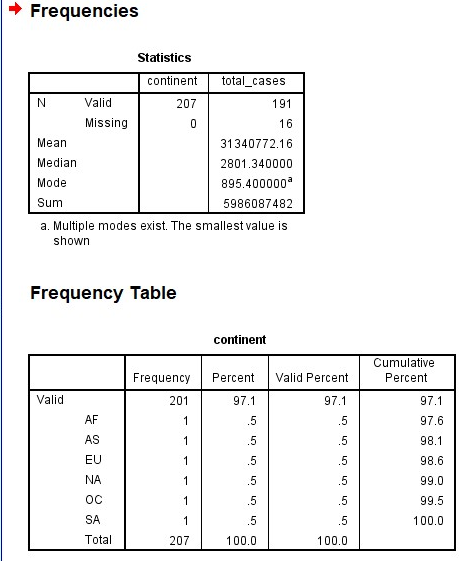 Frequencies
Statistics
continent total_cases
N Valid 207 191
Missing 0 16
Mean 31340772.16
Median 2801.340000
Mode 895.400000a
Sum 5986087482
a. Multiple modes exist. The smallest value is
shown
Frequency Table
continent
Frequency Percent Valid Percent Cumulative Percent
Valid 201 97.1 97.1 97.1
AF 1 .5 .5 97.6
AS 1 .5 .5 98.1
EU 1 .5 .5 98.6
NA 1 .5 .5 99.0
OC 1 .5 .5 99.5
SA 1 .5 .5 100.0
Total 207 100.0 100.0